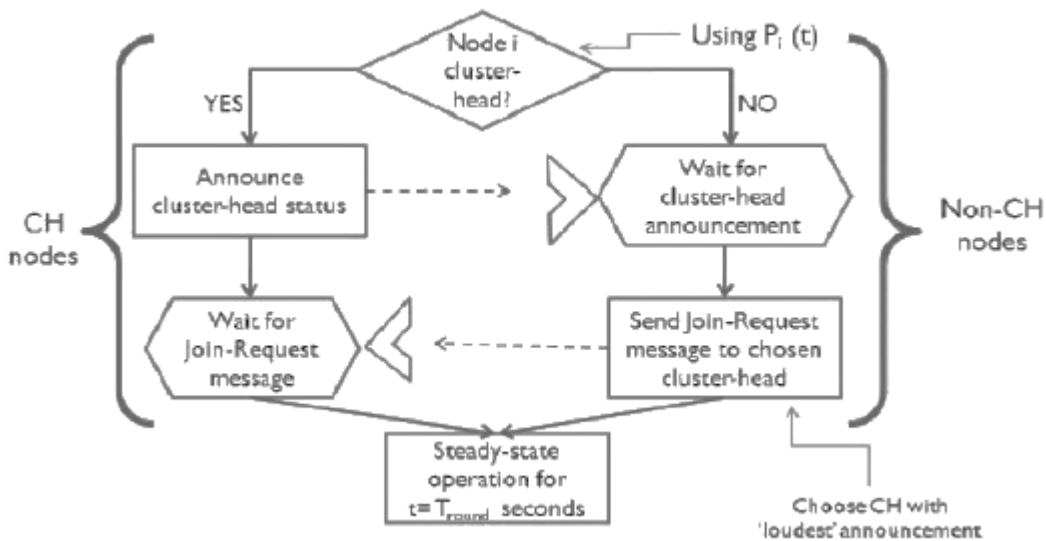 Node i
cluster-
head?
Using Pᵢ (t)
YES
NO
Announce
cluster-head status
Wait for
cluster-head
announcement
CH
nodes
Non-CH
nodes
Wait for
Join-Request
message
Send Join-Request
message to chosen
cluster-head
Steady-state
operation for
t= Tround seconds
Choose CH with
'loudest' announcement